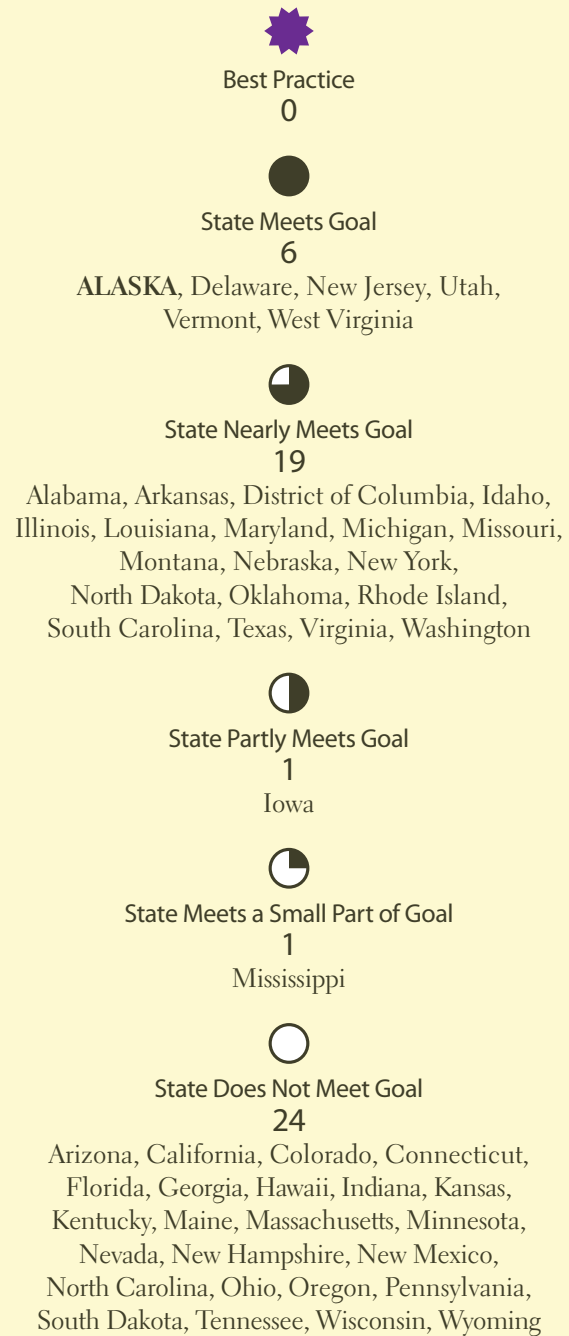 Best Practice
0
State Meets Goal
6
ALASKA, Delaware, New Jersey, Utah,
Vermont, West Virginia
State Nearly Meets Goal
19
Alabama, Arkansas, District of Columbia, Idaho,
Illinois, Louisiana, Maryland, Michigan, Missouri,
Montana, Nebraska, New York,
North Dakota, Oklahoma, Rhode Island,
South Carolina, Texas, Virginia, Washington
State Partly Meets Goal
1
Iowa
State Meets a Small Part of Goal
1
Mississippi
State Does Not Meet Goal
24
Arizona, California, Colorado, Connecticut,
Florida, Georgia, Hawaii, Indiana, Kansas,
Kentucky, Maine, Massachusetts, Minnesota,
Nevada, New Hampshire, New Mexico,
North Carolina, Ohio, Oregon, Pennsylvania,
South Dakota, Tennessee, Wisconsin, Wyoming